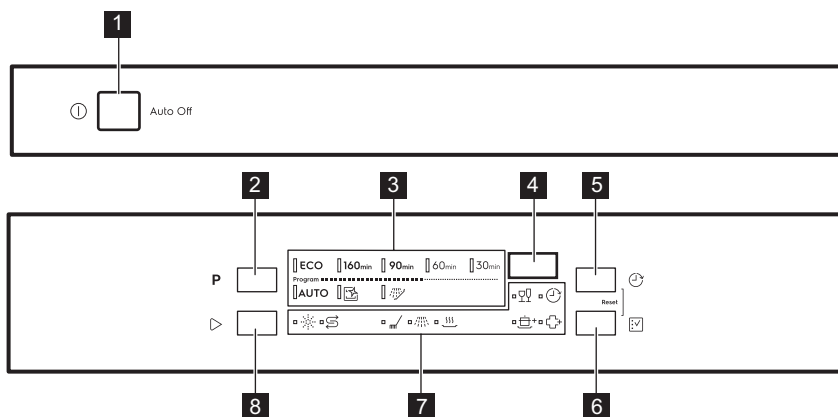 1
Auto Off
2 3 4 5
P
ECO 160min 90min 60min 30min
Program
AUTO
Reset
8 7 6